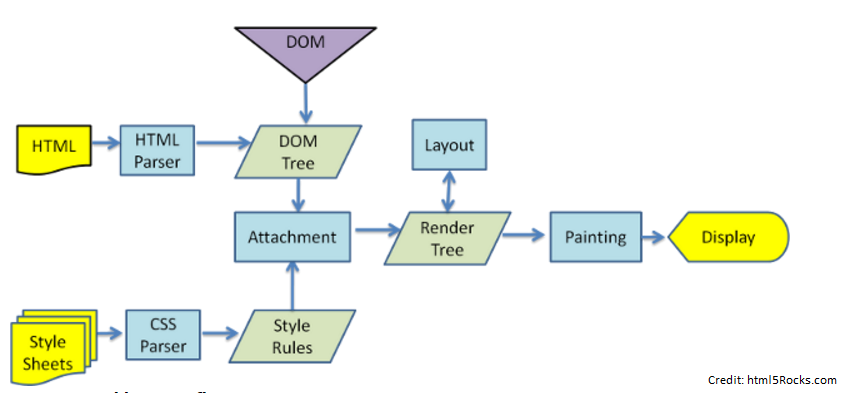 DOM
HTML
HTML
Parser
DOM
Tree
Layout
Attachment
Render
Tree
Painting
Display
Style
Sheets
CSS
Parser
Style
Rules
Credit: html5Rocks.com